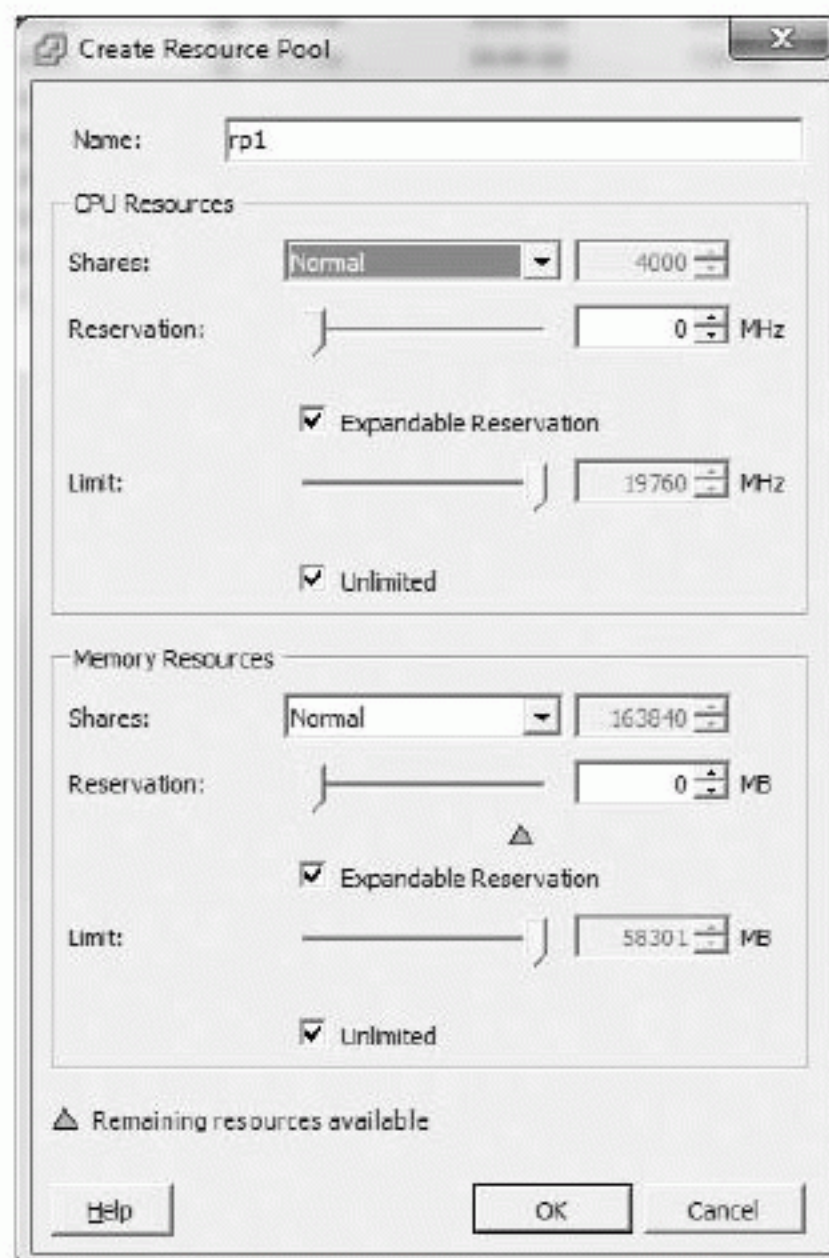 Create Resource Pool
Name: rp1
CPU Resources
Shares: Normal 4000
Reservation: 0 MHz
Expandable Reservation
Limit: 19760 MHz
Unlimited
Memory Resources
Shares: Normal 163840
Reservation: 0 MB
Expandable Reservation
Limit: 58301 MB
Unlimited
Remaining resources available
Help OK Cancel